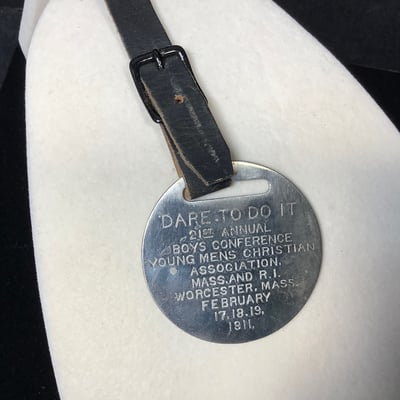 DARE.TO DO IT
21ST ANNUAL
BOYS CONFERENCE
YOUNG MENS CHRISTIAN
ASSOCIATION.
MASS.AND R.I.
WORCESTER, MASS.
FEBRUARY
17.18.19.
1911.